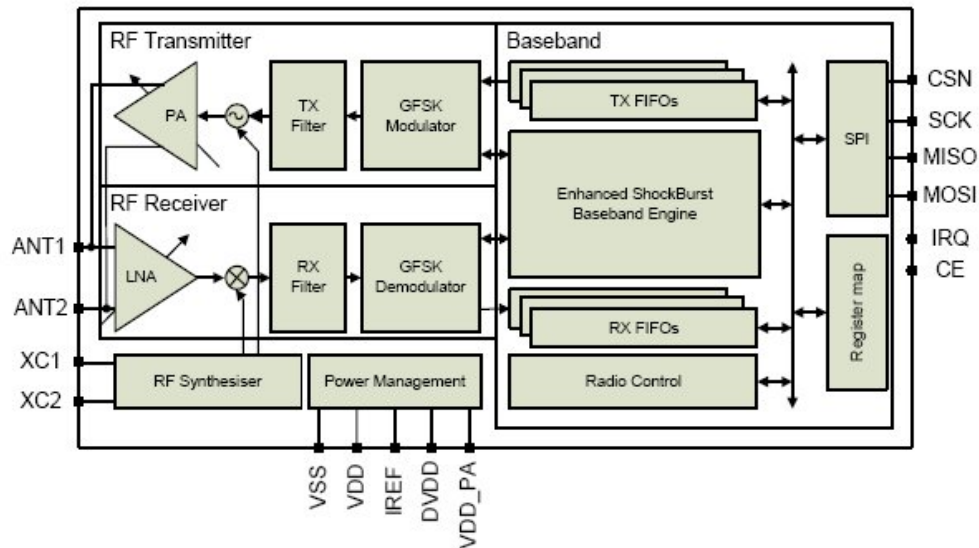 RF Transmitter
Baseband
PA
TX
Filter
GFSK
Modulator
TX FIFOs
SPI
CSN
SCK
MISO
MOSI
Enhanced ShockBurst
Baseband Engine
RF Receiver
ANT1
ANT2
LNA
RX
Filter
GFSK
Demodulator
RX FIFOs
Register map
IRQ
CE
XC1
XC2
RF Synthesiser
Power Management
Radio Control
VSS
VDD
IREF
DVDD
VDD_PA